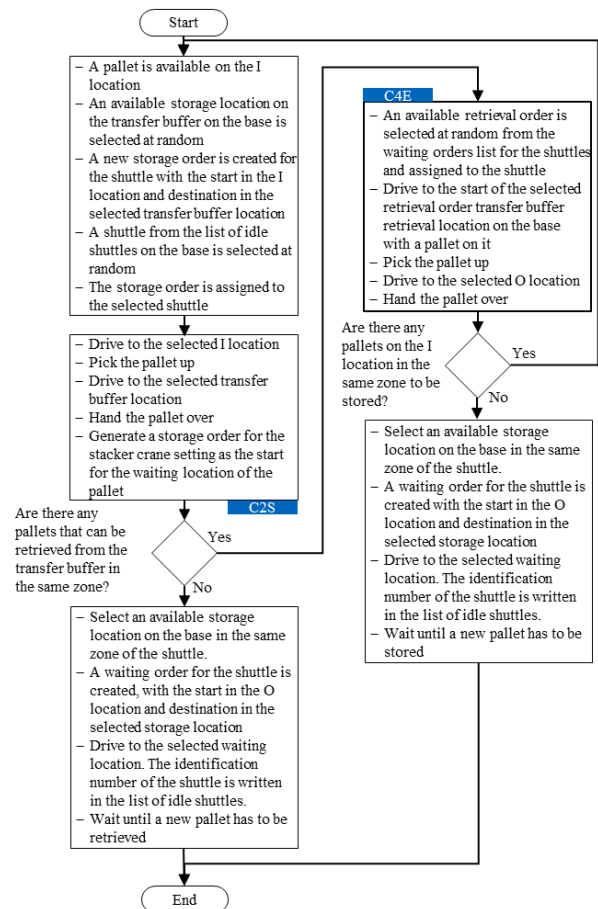 Start
– A pallet is available on the I
location
– An available storage location on
the transfer buffer on the base is
selected at random
– A new storage order is created for
the shuttle with the start in the I
location and destination in the
selected transfer buffer location
– A shuttle from the list of idle
shuttles on the base is selected at
random
– The storage order is assigned to
the selected shuttle
– Drive to the selected I location
– Pick the pallet up
– Drive to the selected transfer
buffer location
– Hand the pallet over
– Generate a storage order for the
stacker crane setting as the start
for the waiting location of the
pallet
C2S
Are there any
pallets that can be
retrieved from the
transfer buffer in
the same zone?
Yes
No
– Select an available storage
location on the base in the same
zone of the shuttle.
– A waiting order for the shuttle is
created, with the start in the O
location and destination in the
selected storage location
– Drive to the selected waiting
location. The identification
number of the shuttle is written
in the list of idle shuttles.
– Wait until a new pallet has to be
retrieved
C4E
– An available retrieval order is
selected at random from the
waiting orders list for the shuttles
and assigned to the shuttle
– Drive to the start of the selected
retrieval order transfer buffer
retrieval location on the base
with a pallet on it
– Pick the pallet up
– Drive to the selected O location
– Hand the pallet over
Are there any
pallets on the I
location in the
same zone to be
stored?
Yes
No
– Select an available storage
location on the base in the same
zone of the shuttle.
– A waiting order for the shuttle is
created with the start in the O
location and destination in the
selected storage location
– Drive to the selected waiting
location. The identification
number of the shuttle is written
in the list of idle shuttles.
– Wait until a new pallet has to be
stored
End